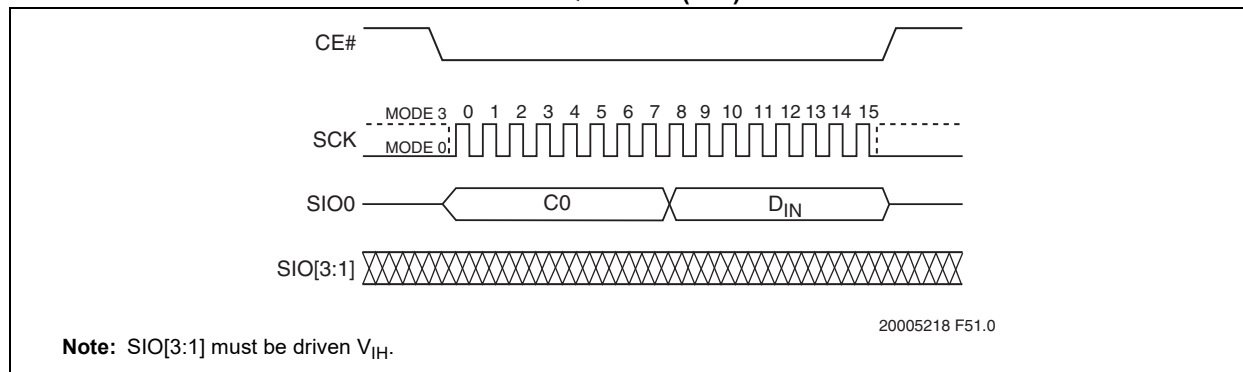 CE#
MODE 3 0 1 2 3 4 5 6 7 8 9 10 11 12 13 14 15
SCK
MODE 0
SIO0 C0 DIN
SIO[3:1]
20005218 F51.0
Note: SIO[3:1] must be driven VIH.